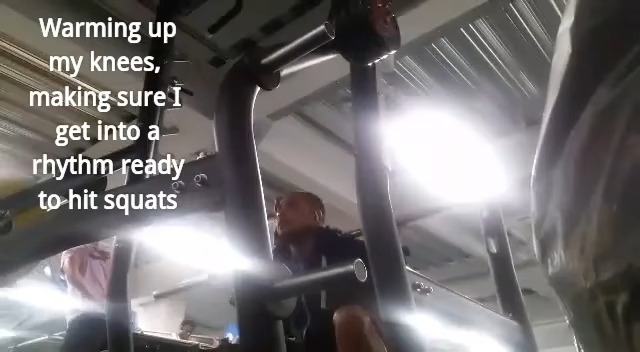 Warming up
my knees,
making sure I
get into a
rhythm ready
to hit squats